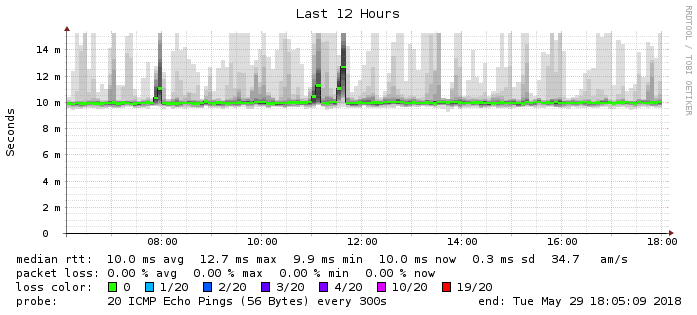 Last 12 Hours
RRDTOOL / TOBI OETIKER
Seconds
14 m
12 m
10 m
8 m
6 m
4 m
2 m
0
08:00 10:00 12:00 14:00 16:00 18:00
median rtt: 10.0 ms avg 12.7 ms max 9.9 ms min 10.0 ms now 0.3 ms sd 34.7 am/s
packet loss: 0.00 % avg 0.00 % max 0.00 % min 0.00 % now
loss color: 0 1/20 2/20 3/20 4/20 10/20 19/20
probe: 20 ICMP Echo Pings (56 Bytes) every 300s end: Tue May 29 18:05:09 2018